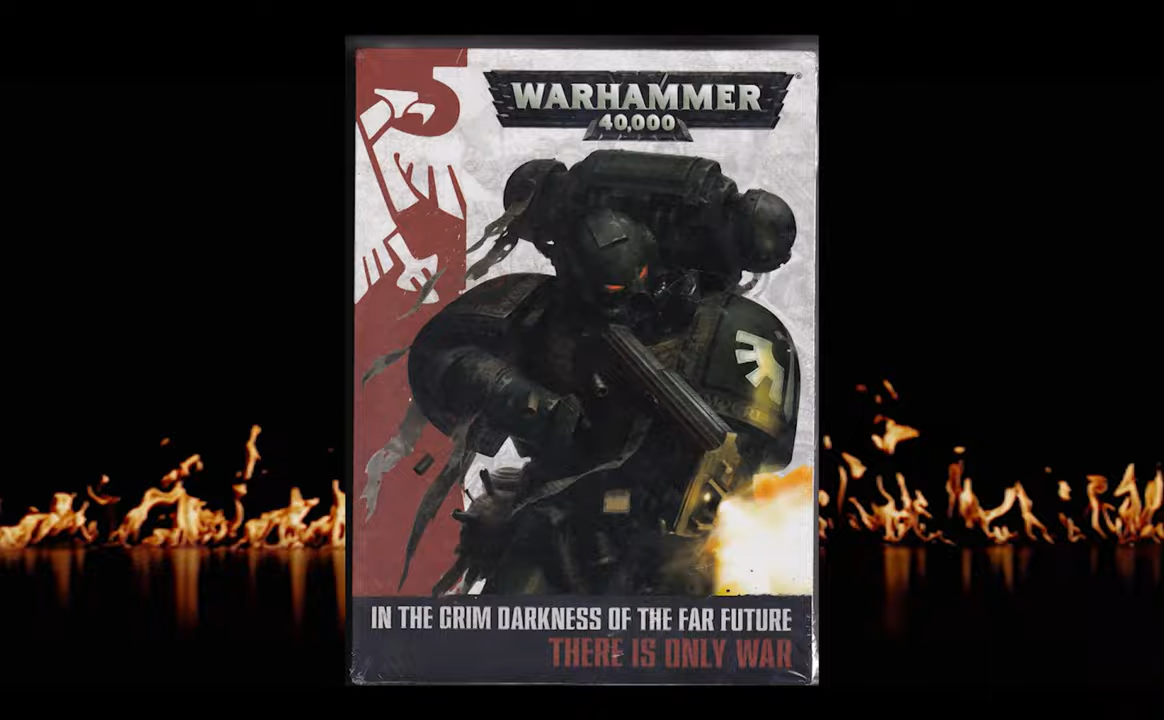 WARHAMMER
40,000
IN THE GRIM DARKNESS OF THE FAR FUTURE
THERE IS ONLY WAR